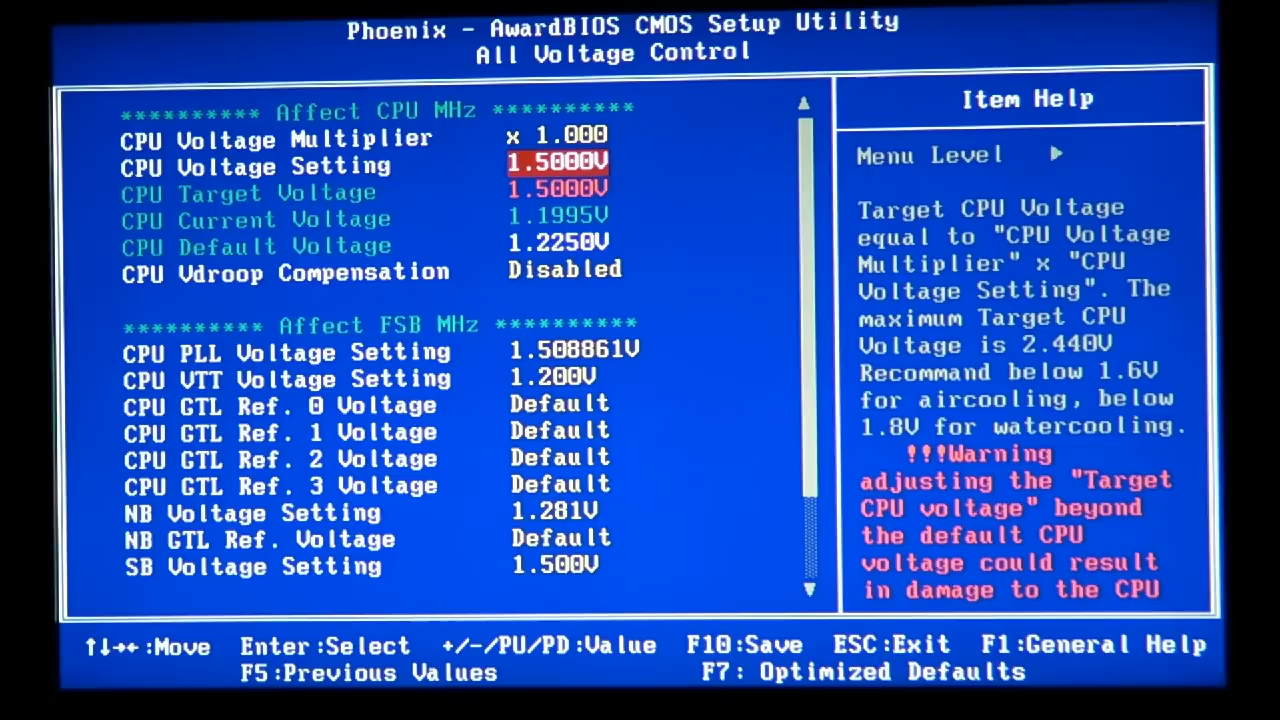 Phoenix - AwardBIOS CMOS Setup Utility
All Voltage Control
********** Affect CPU MHz **********
CPU Voltage Multiplier x 1.000
CPU Voltage Setting 1.5000V
CPU Target Voltage 1.5000V
CPU Current Voltage 1.1995V
CPU Default Voltage 1.2250V
CPU Vdroop Compensation Disabled
********** Affect FSB MHz **********
CPU PLL Voltage Setting 1.508861V
CPU VTT Voltage Setting 1.200V
CPU GTL Ref. 0 Voltage Default
CPU GTL Ref. 1 Voltage Default
CPU GTL Ref. 2 Voltage Default
CPU GTL Ref. 3 Voltage Default
NB Voltage Setting 1.281V
NB GTL Ref. Voltage Default
SB Voltage Setting 1.500V
Item Help
Menu Level
Target CPU Voltage
equal to "CPU Voltage
Multiplier" x "CPU
Voltage Setting". The
maximum Target CPU
Voltage is 2.440V
Recommand below 1.6V
for aircooling, below
1.8V for watercooling.
!!!Warning
adjusting the "Target
CPU voltage" beyond
the default CPU
voltage could result
in damage to the CPU
↑↓→←:Move Enter:Select +/-/PU/PD:Value F10:Save ESC:Exit F1:General Help
F5:Previous Values F7: Optimized Defaults